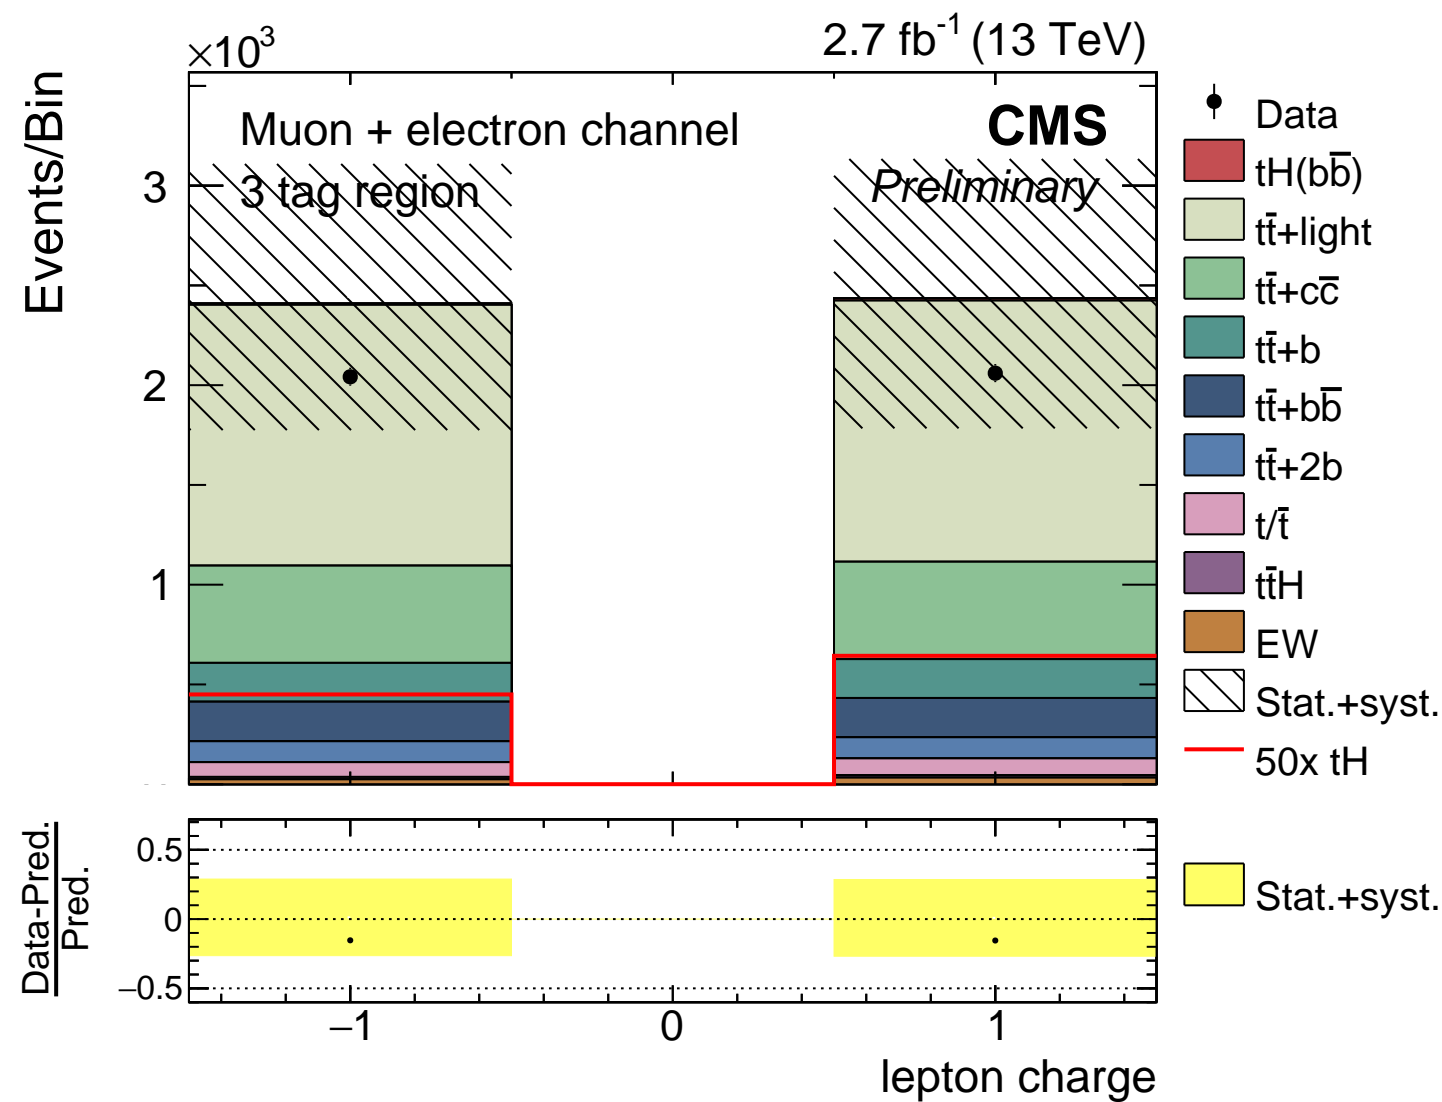 ×10³
2.7 fb⁻¹ (13 TeV)
Events/Bin
Muon + electron channel
CMS
3 tag region
Preliminary
3
2
1
Data
tH(bb̅)
tt̅+light
tt̅+cc̅
tt̅+b
tt̅+bb̅
tt̅+2b
t/t̅
tt̅H
EW
Stat.+syst.
50x tH
Data-Pred.
Pred.
0.5
0
−0.5
Stat.+syst.
−1
0
1
lepton charge